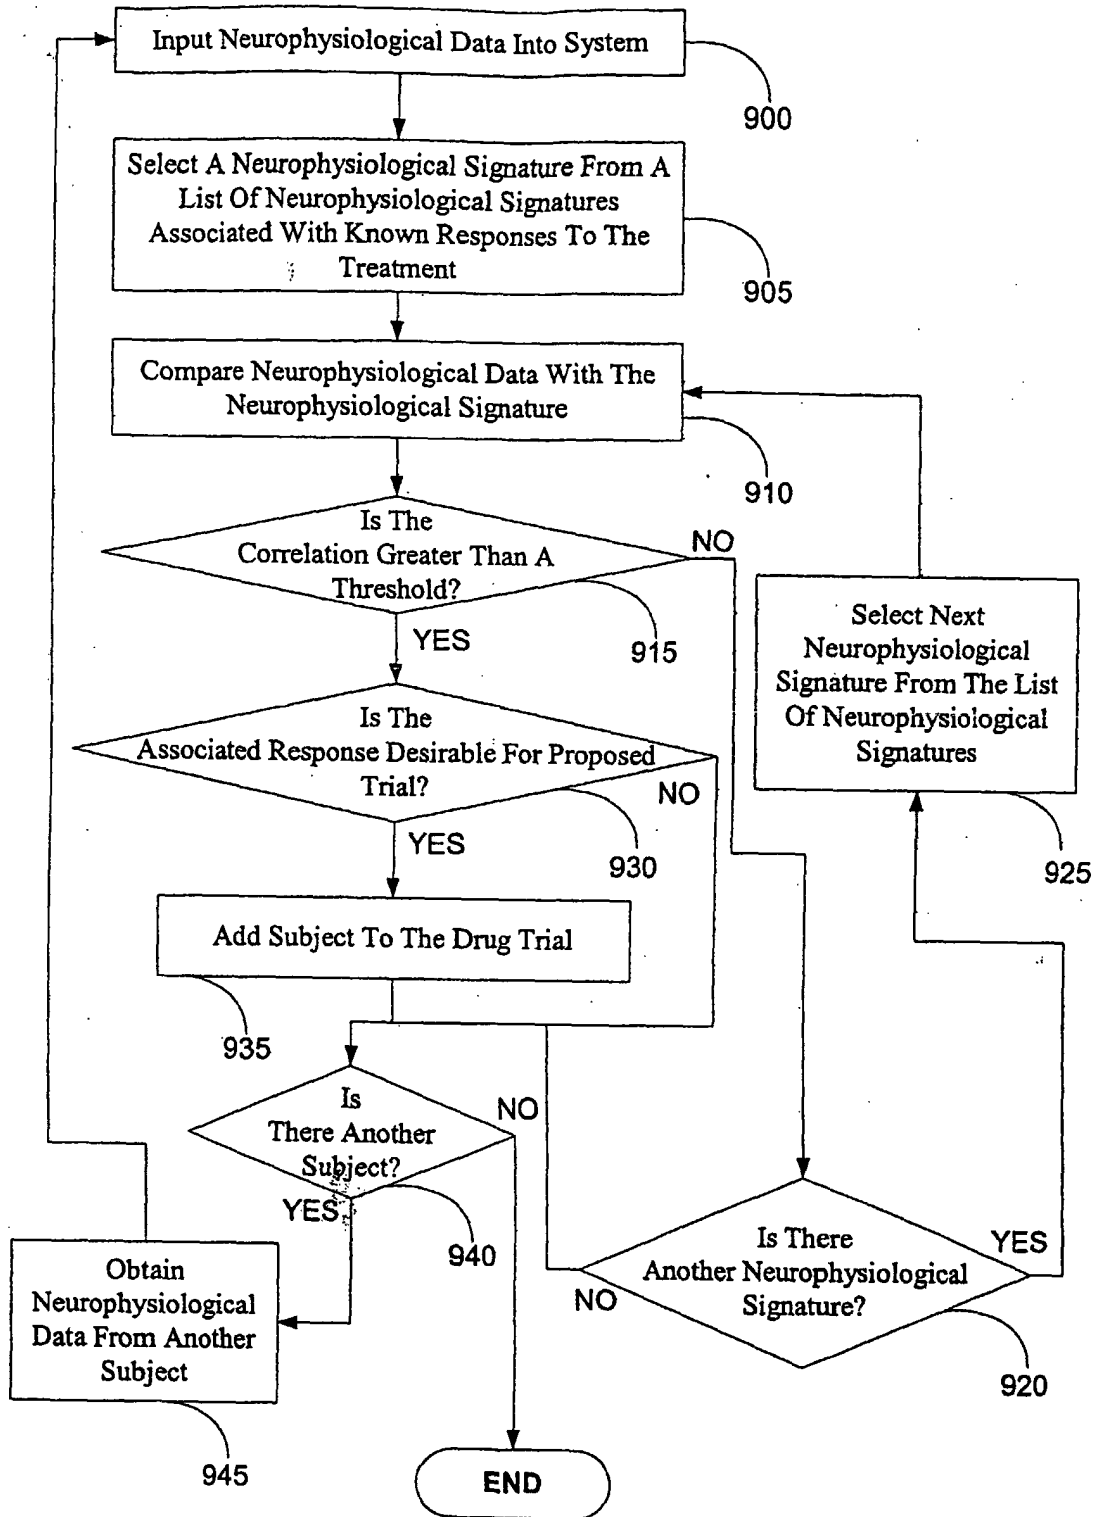 Input Neurophysiological Data Into System
900
Select A Neurophysiological Signature From A
List Of Neurophysiological Signatures
Associated With Known Responses To The
Treatment
905
Compare Neurophysiological Data With The
Neurophysiological Signature
910
Is The
Correlation Greater Than A
Threshold?
NO
YES
915
Select Next
Neurophysiological
Signature From The List
Of Neurophysiological
Signatures
925
Is The
Associated Response Desirable For Proposed
Trial?
NO
YES
930
Add Subject To The Drug Trial
935
Is
There Another
Subject?
NO
YES
940
Is There
Another Neurophysiological
Signature?
YES
NO
920
Obtain
Neurophysiological
Data From Another
Subject
945
END